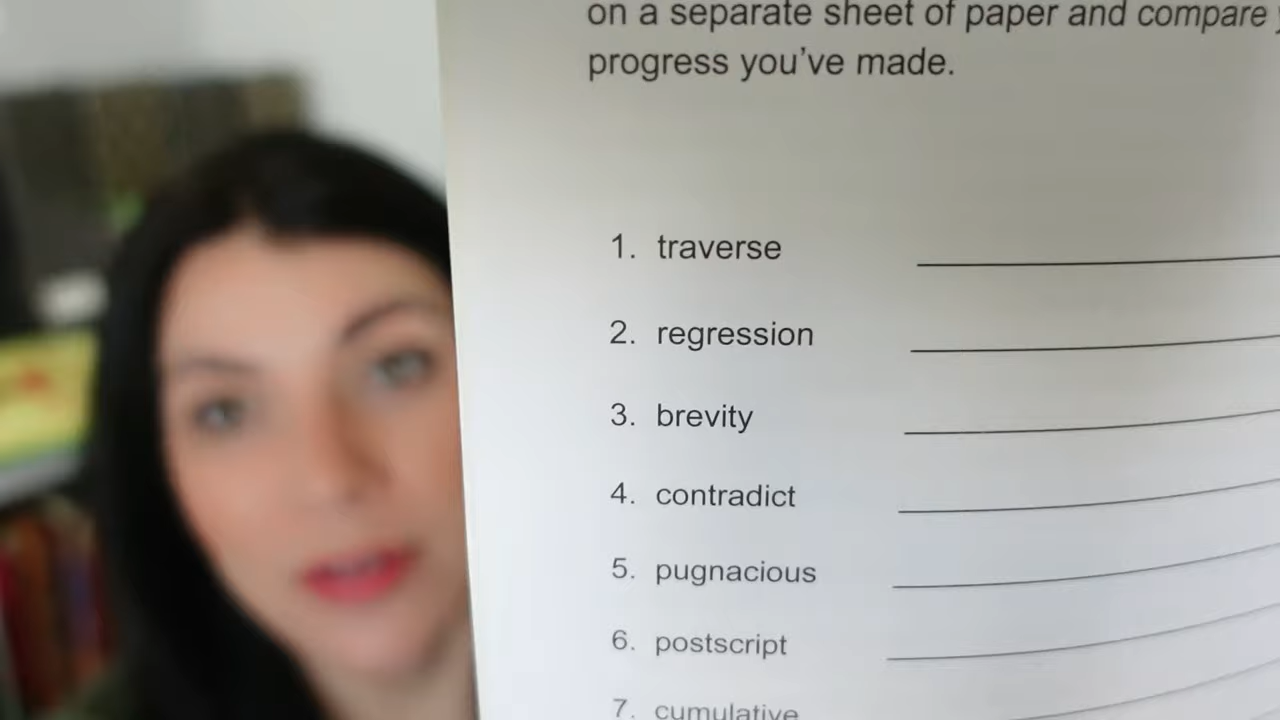 on a separate sheet of paper and compare
progress you've made.
1. traverse
2. regression
3. brevity
4. contradict
5. pugnacious
6. postscript
7. cumulative